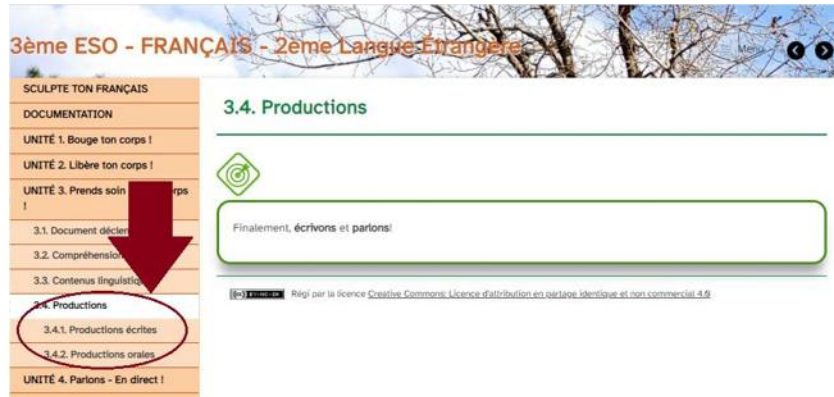 3ème ESO - FRANÇAIS - 2ème Langue Étrangère
Menu
SCULPTE TON FRANÇAIS
DOCUMENTATION
UNITÉ 1. Bouge ton corps !
UNITÉ 2. Libère ton corps !
UNITÉ 3. Prends soin corps
!
3.1. Document
3.2. Compréhension
3.3. Contenus
3.4. Productions
3.4.1. Productions écrites
3.4.2. Productions orales
UNITÉ 4. Parlons - En direct !
3.4. Productions
Finalement, écrivons et parlons!
Régi par la licence Creative Commons: Licence d'attribution en partage identique et non commercial 4.0